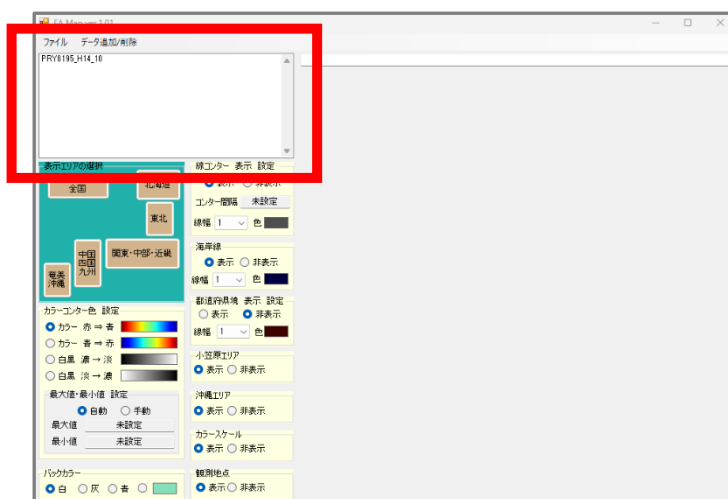 EA Map ver 1.01
ファイル データ追加/削除
PRY8195_H14_10
表示エリアの選択
全国
北海道
東北
関東・中部・近畿
中国
四国
九州
奄美
沖縄
カラーコンター色 設定
カラー 赤⇒青
カラー 青⇒赤
白黒 濃→淡
白黒 淡→濃
最大値・最小値 設定
自動 手動
最大値 未設定
最小値 未設定
バックカラー
白 灰 青
線コンター 表示 設定
表示 非表示
コンター間隔 未設定
線幅 1 色
海岸線
表示 非表示
線幅 1 色
都道府県境 表示 設定
表示 非表示
線幅 1 色
小笠原エリア
表示 非表示
沖縄エリア
表示 非表示
カラースケール
表示 非表示
観測地点
表示 非表示